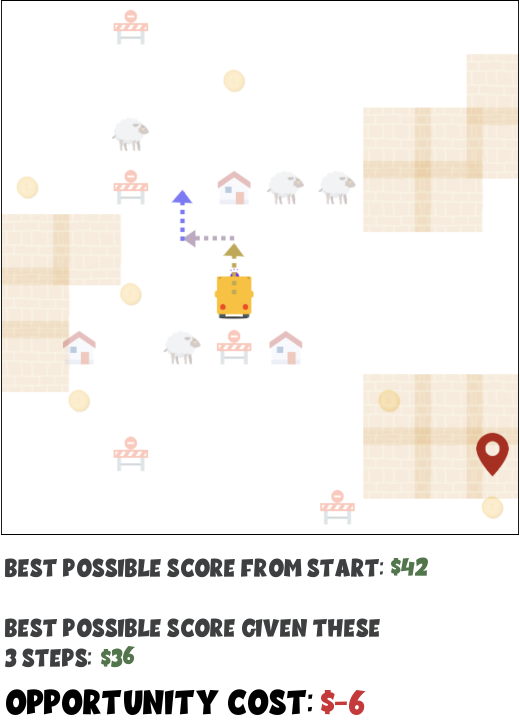 BEST POSSIBLE SCORE FROM START: $42
BEST POSSIBLE SCORE GIVEN THESE
3 STEPS: $36
OPPORTUNITY COST: $-6